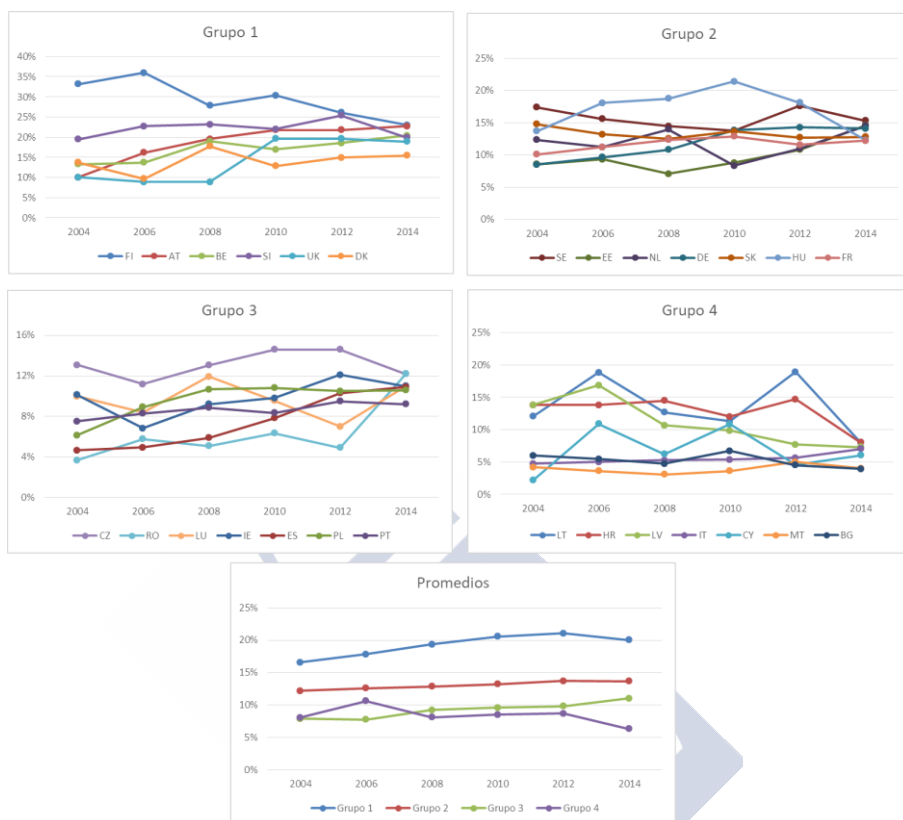 Grupo 1
40%
35%
30%
25%
20%
15%
10%
5%
0%
2004 2006 2008 2010 2012 2014
FI AT BE SI UK DK
Grupo 2
25%
20%
15%
10%
5%
0%
2004 2006 2008 2010 2012 2014
SE EE NL DE SK HU FR
Grupo 3
16%
12%
8%
4%
0%
2004 2006 2008 2010 2012 2014
CZ RO LU IE ES PL PT
Grupo 4
25%
20%
15%
10%
5%
0%
2004 2006 2008 2010 2012 2014
LT HR LV IT CY MT BG
Promedios
25%
20%
15%
10%
5%
0%
2004 2006 2008 2010 2012 2014
Grupo 1 Grupo 2 Grupo 3 Grupo 4